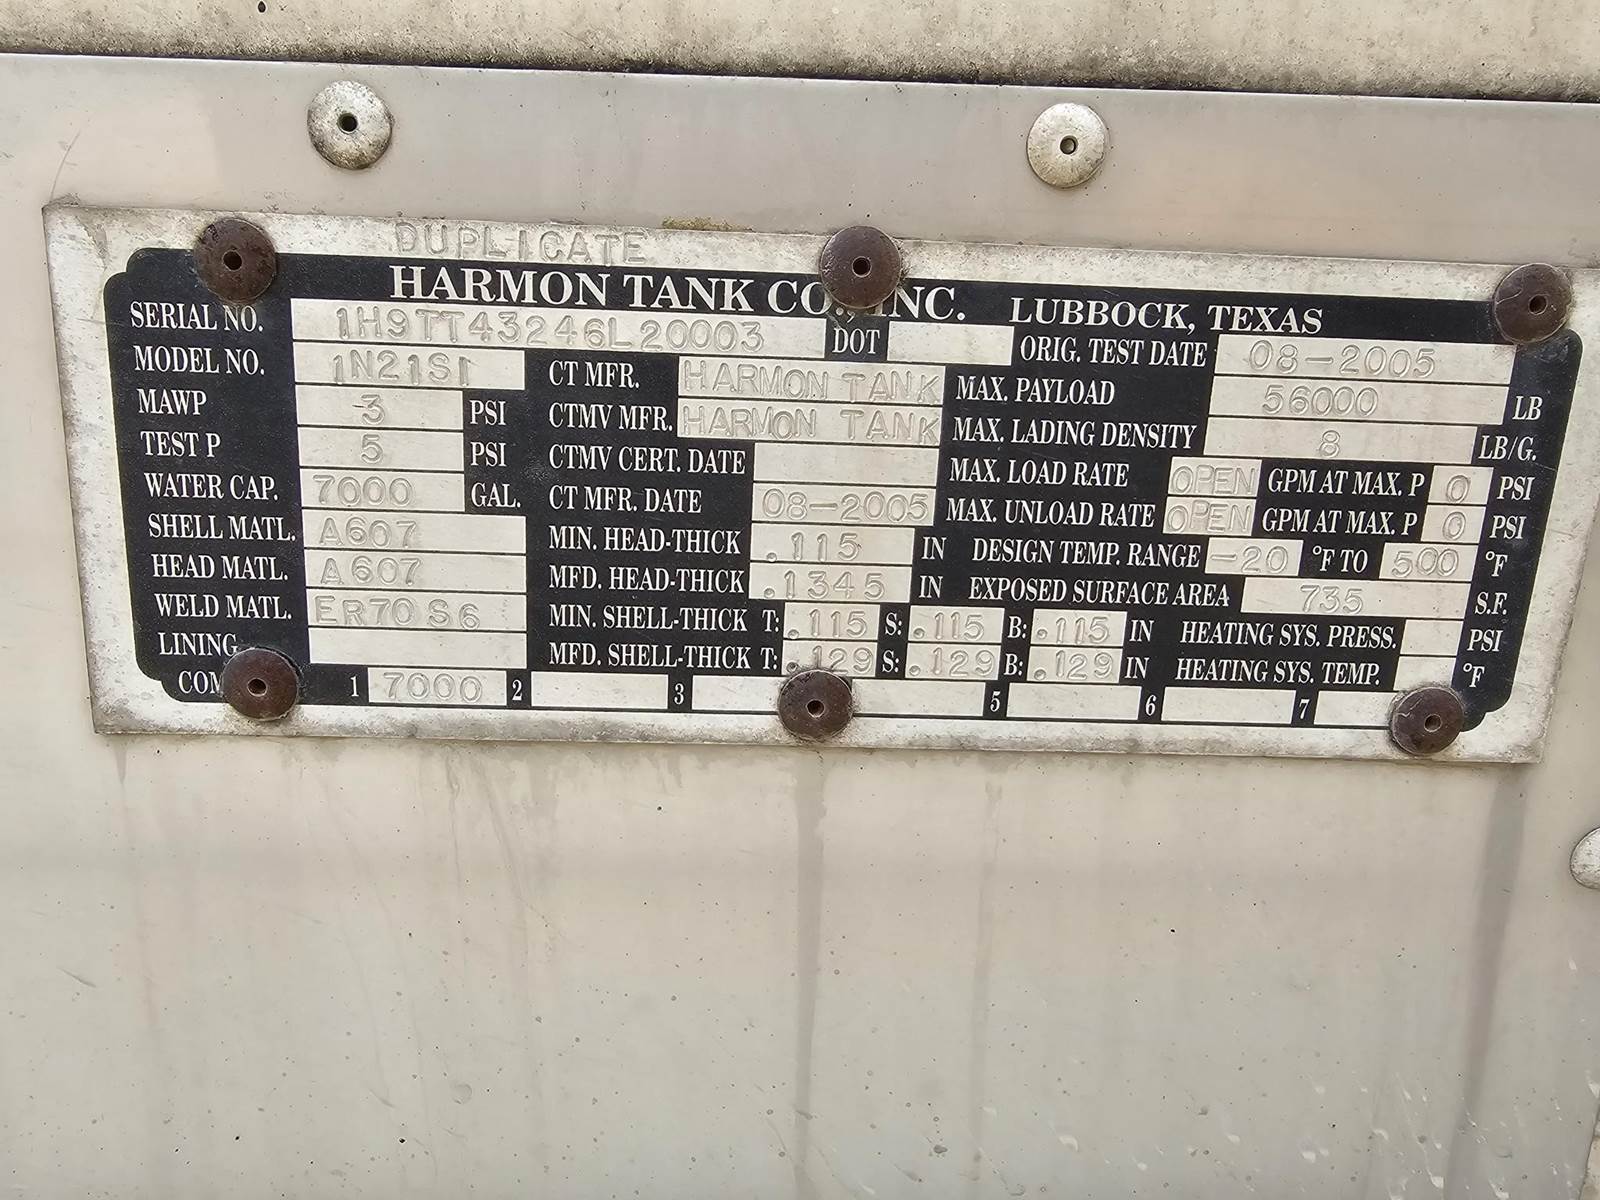 DUPLICATE
HARMON TANK CO., INC. LUBBOCK, TEXAS
SERIAL NO. 1H9TT43246L20003 DOT ORIG. TEST DATE 08-2005
MODEL NO. 1N21S1 CT MFR. HARMON TANK MAX. PAYLOAD 56000 LB
MAWP 3 PSI CTMV MFR. HARMON TANK MAX. LADING DENSITY 8 LB/G.
TEST P 5 PSI CTMV CERT. DATE MAX. LOAD RATE OPEN GPM AT MAX. P 0 PSI
WATER CAP. 7000 GAL. CT MFR. DATE 08-2005 MAX. UNLOAD RATE OPEN GPM AT MAX. P 0 PSI
SHELL MATL. A607 MIN. HEAD-THICK .115 IN DESIGN TEMP. RANGE -20 °F TO 500 °F
HEAD MATL. A607 MFD. HEAD-THICK .1345 IN EXPOSED SURFACE AREA 735 S.F.
WELD MATL. ER70S6 MIN. SHELL-THICK T: .115 S: .115 B: .115 IN HEATING SYS. PRESS. PSI
LINING MFD. SHELL-THICK T: .129 S: .129 B: .129 IN HEATING SYS. TEMP. °F
1 7000 2 3 5 6 7